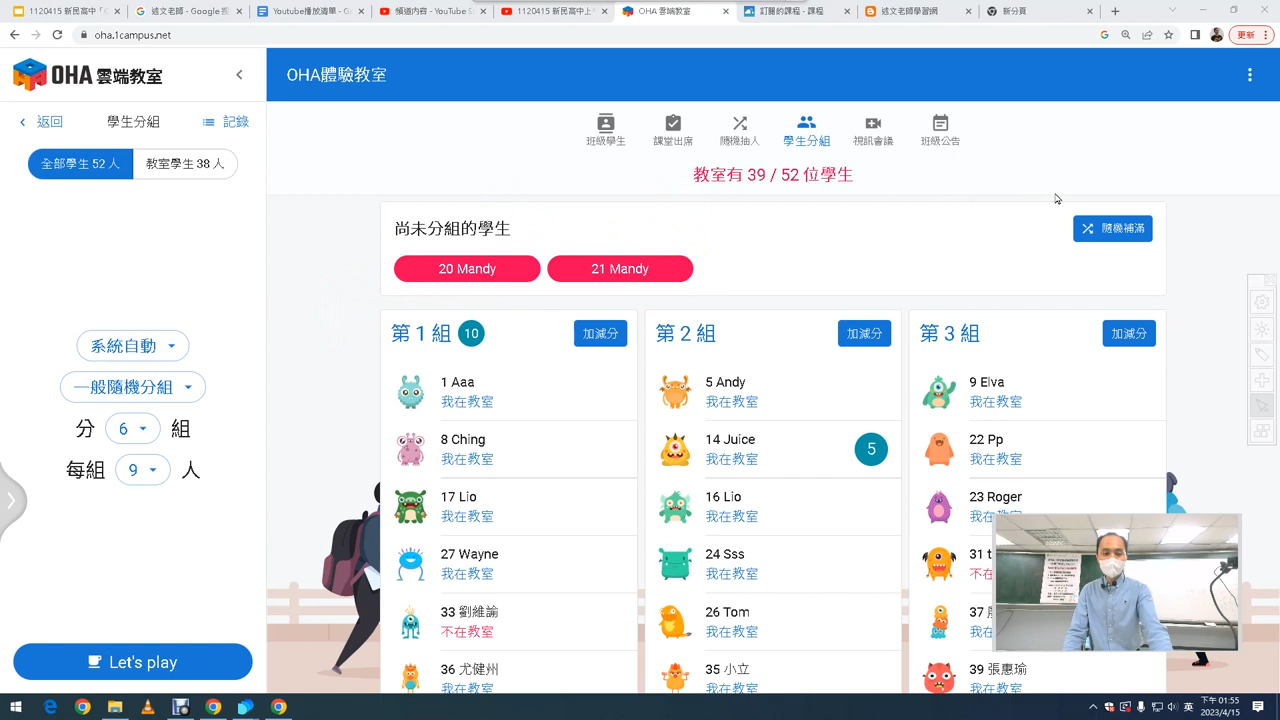 1120415 新民高中「
這文老師 - Google 搜
Youtube播放清單 - G
頻道內容 - YouTube S
1120415 新民高中上
OHA 雲端教室
訂閱的課程 - 課程
這文老師學習網
新分頁
oha.1campus.net
更新
OHA 雲端教室
OHA體驗教室
返回
學生分組
記錄
全部學生 52 人
教室學生 38 人
班級學生
課堂出席
隨機抽人
學生分組
視訊會議
班級公告
教室有 39 / 52 位學生
尚未分組的學生
隨機補滿
20 Mandy
21 Mandy
系統自動
一般隨機分組
分 6 組
每組 9 人
Let's play
第 1 組 10
加減分
1 Aaa
我在教室
8 Ching
我在教室
17 Lio
我在教室
27 Wayne
我在教室
33 劉維諭
不在教室
36 尤健州
我在教室
第 2 組
加減分
5 Andy
我在教室
14 Juice
我在教室
5
16 Lio
我在教室
24 Sss
我在教室
26 Tom
我在教室
35 小立
我在教室
第 3 組
加減分
9 Elva
我在教室
22 Pp
我在教室
23 Roger
我在
31 t
不在
37
我在
39 張惠瑜
我在教室
英
下午 01:55
2023/4/15